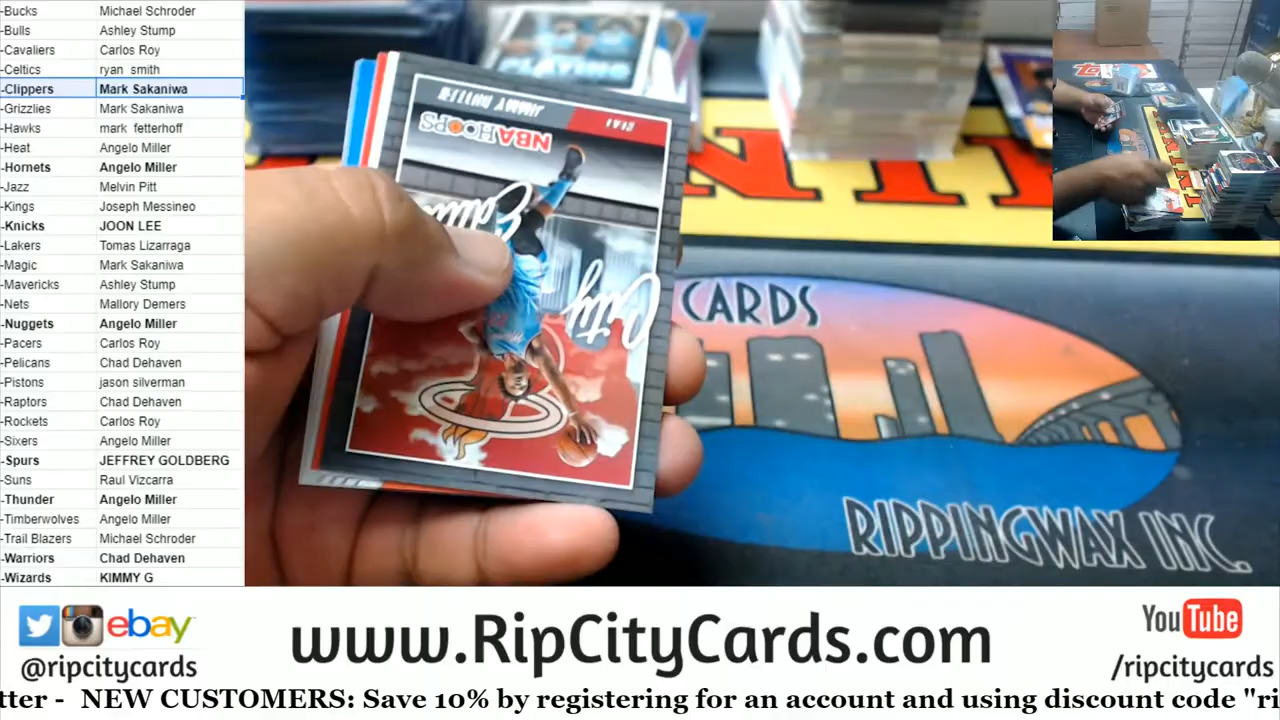 -Bucks Michael Schroder
-Bulls Ashley Stump
-Cavaliers Carlos Roy
-Celtics ryan smith
-Clippers Mark Sakaniwa
-Grizzlies Mark Sakaniwa
-Hawks mark fetterhoff
-Heat Angelo Miller
-Hornets Angelo Miller
-Jazz Melvin Pitt
-Kings Joseph Messineo
-Knicks JOON LEE
-Lakers Tomas Lizarraga
-Magic Mark Sakaniwa
-Mavericks Ashley Stump
-Nets Mallory Demers
-Nuggets Angelo Miller
-Pacers Carlos Roy
-Pelicans Chad Dehaven
-Pistons jason silverman
-Raptors Chad Dehaven
-Rockets Carlos Roy
-Sixers Angelo Miller
-Spurs JEFFREY GOLDBERG
-Suns Raul Vizcarra
-Thunder Angelo Miller
-Timberwolves Angelo Miller
-Trail Blazers Michael Schroder
-Warriors Chad Dehaven
-Wizards KIMMY G
JIMMY BUTLER
HEAT
NBA HOOPS
City
CARDS
RIPPINGWAX INC.
ebay
@ripcitycards
www.RipCityCards.com
YouTube
/ripcitycards
tter - NEW CUSTOMERS: Save 10% by registering for an account and using discount code "ri